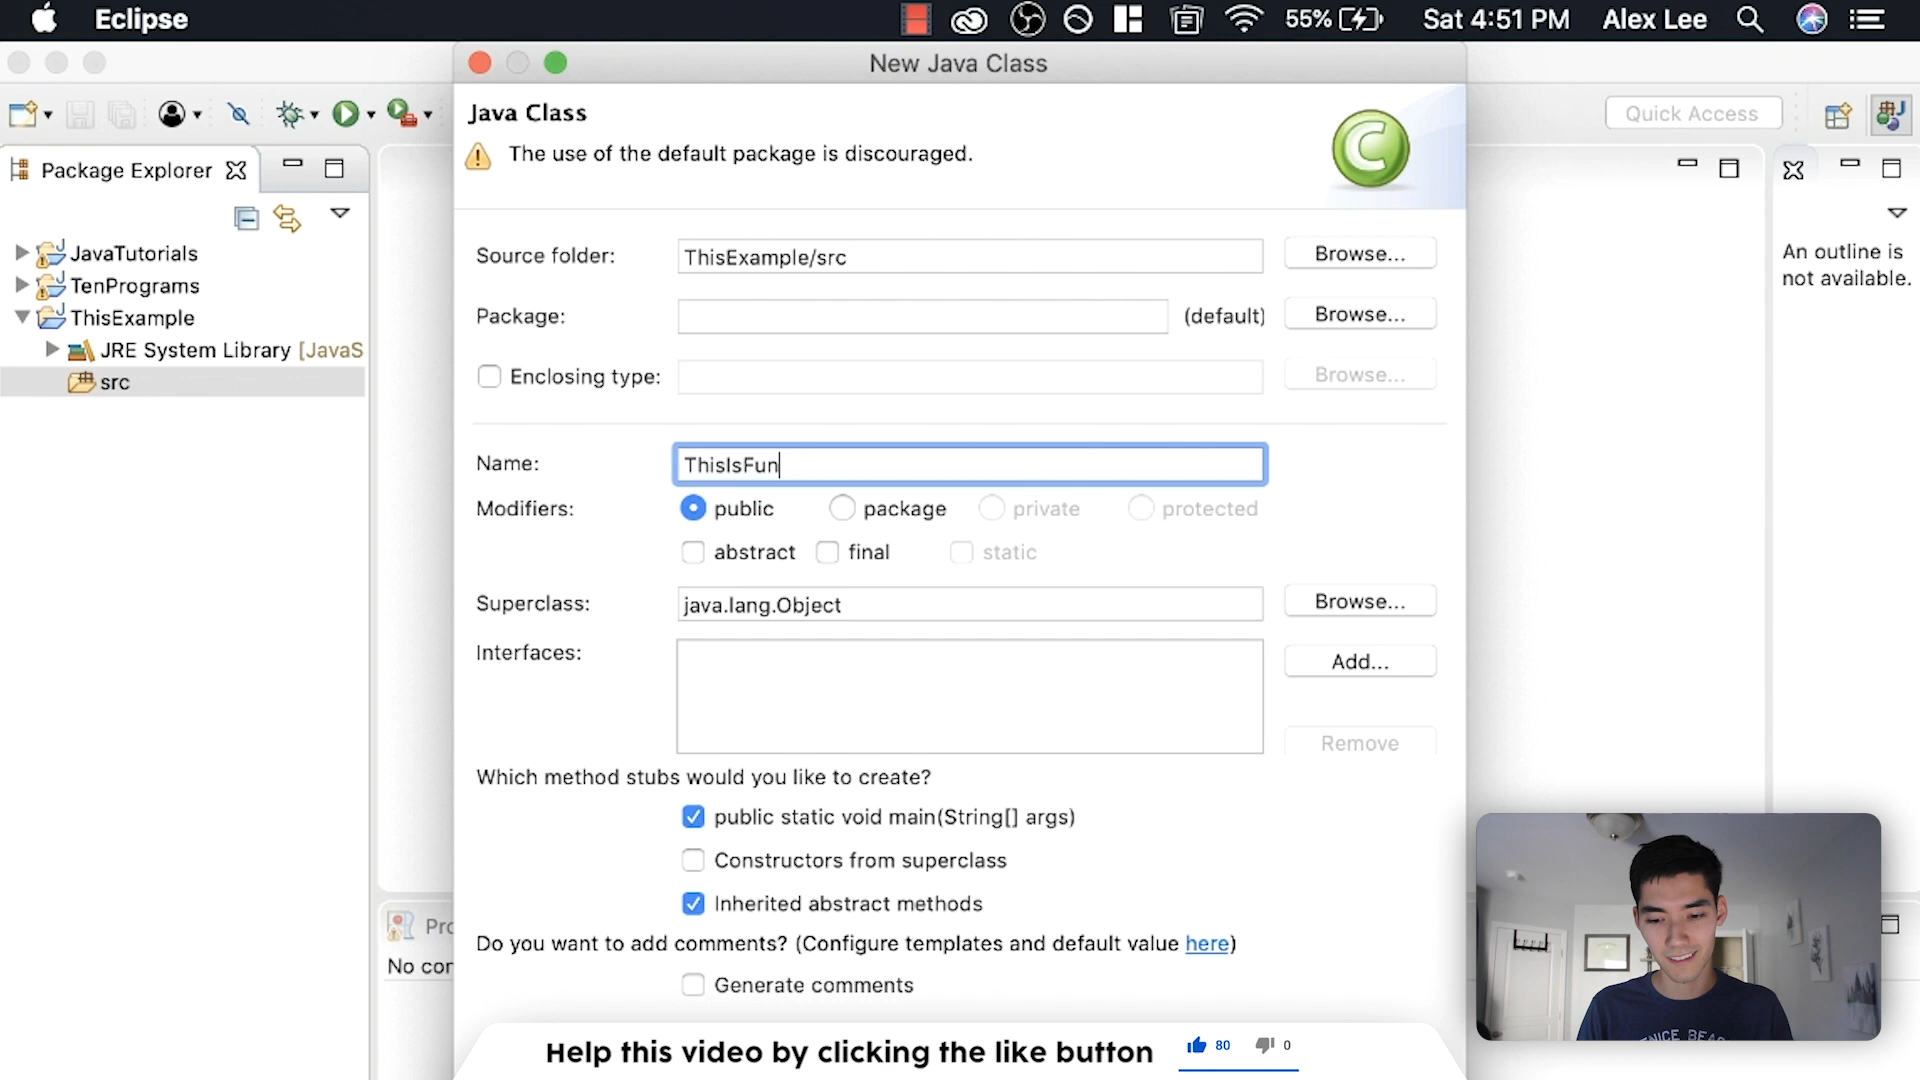 Eclipse
55%
Sat 4:51 PM
Alex Lee
New Java Class
Java Class
The use of the default package is discouraged.
Quick Access
Package Explorer
JavaTutorials
TenPrograms
ThisExample
JRE System Library [JavaS
src
Source folder:
ThisExample/src
Browse...
Package:
(default)
Browse...
Enclosing type:
Browse...
Name:
ThisIsFun
Modifiers:
public
package
private
protected
abstract
final
static
Superclass:
java.lang.Object
Browse...
Interfaces:
Add...
Remove
Which method stubs would you like to create?
public static void main(String[] args)
Constructors from superclass
Inherited abstract methods
Do you want to add comments? (Configure templates and default value here)
Generate comments
An outline is
not available.
Pro
No con
Help this video by clicking the like button
80
0